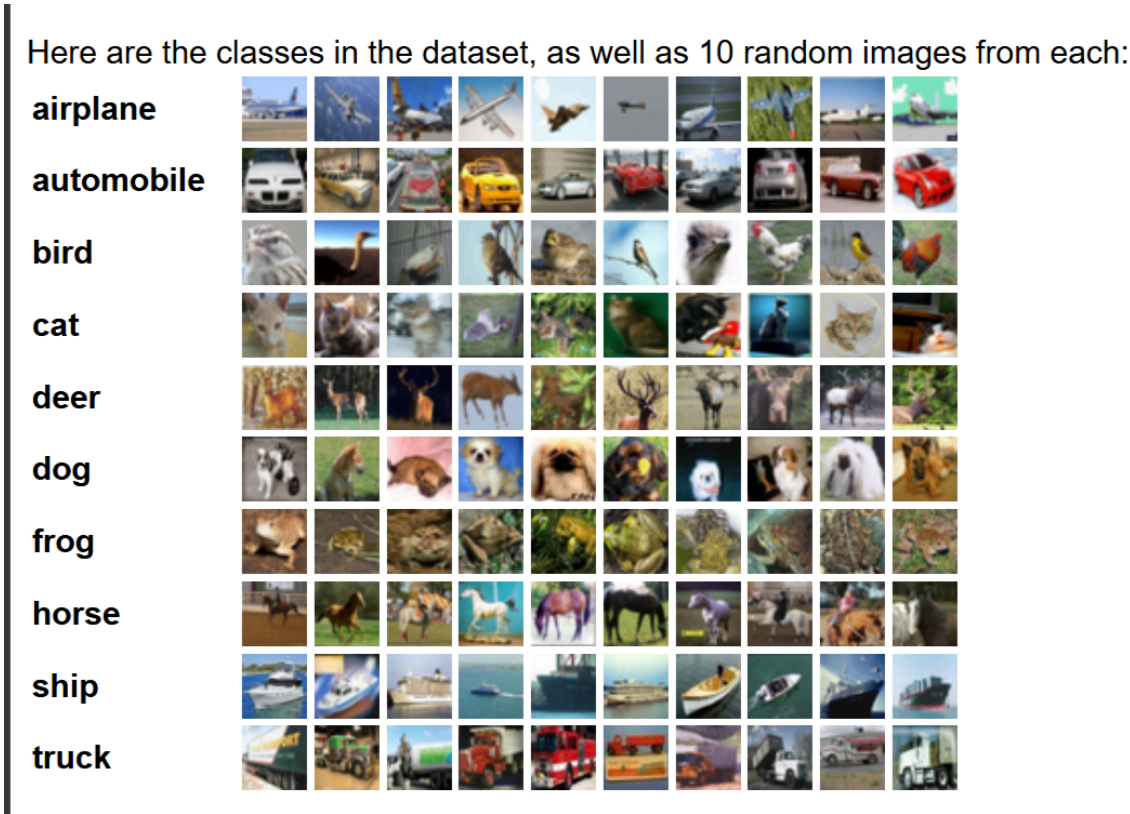 Here are the classes in the dataset, as well as 10 random images from each:
airplane
automobile
bird
cat
deer
dog
frog
horse
ship
truck